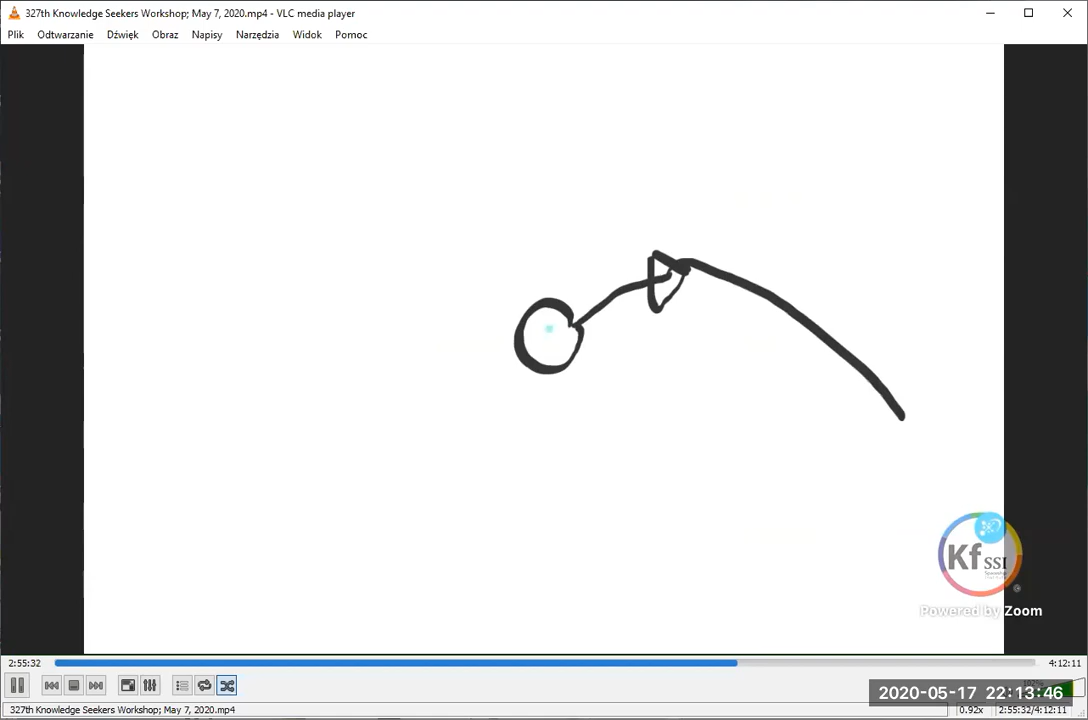 327th Knowledge Seekers Workshop; May 7, 2020.mp4 - VLC media player
Plik Odtwarzanie Dźwięk Obraz Napisy Narzędzia Widok Pomoc
Kf SSI
Powered by Zoom
2:55:32 4:12:11
102%
2020-05-17 22:13:46
327th Knowledge Seekers Workshop; May 7, 2020.mp4 0.92x 2:55:32/4:12:11